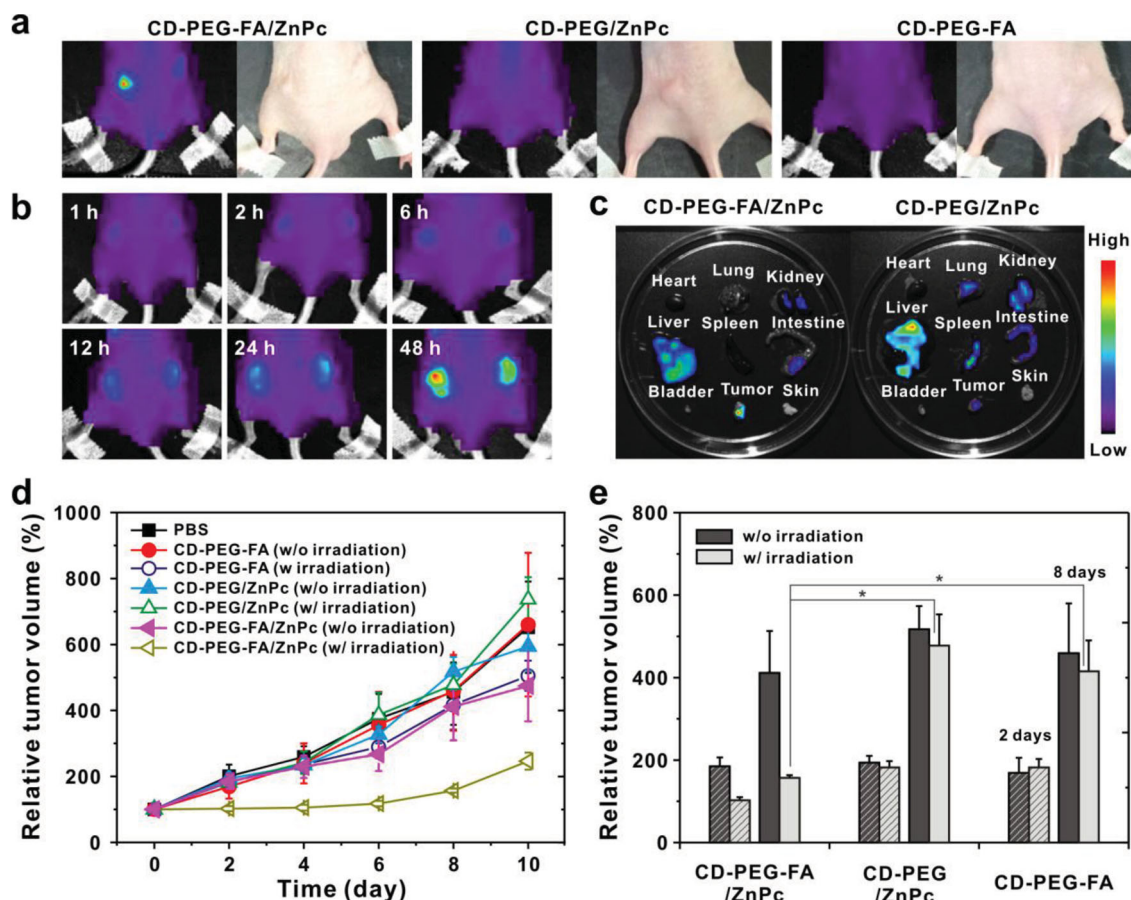 a
CD-PEG-FA/ZnPc
CD-PEG/ZnPc
CD-PEG-FA
b
1 h
2 h
6 h
12 h
24 h
48 h
c
CD-PEG-FA/ZnPc
CD-PEG/ZnPc
Heart
Lung
Kidney
Liver
Spleen
Intestine
Bladder
Tumor
Skin
Heart
Lung
Kidney
Liver
Spleen
Intestine
Bladder
Tumor
Skin
High
Low
d
Relative tumor volume (%)
1000
800
600
400
200
0
PBS
CD-PEG-FA (w/o irradiation)
CD-PEG-FA (w irradiation)
CD-PEG/ZnPc (w/o irradiation)
CD-PEG/ZnPc (w/ irradiation)
CD-PEG-FA/ZnPc (w/o irradiation)
CD-PEG-FA/ZnPc (w/ irradiation)
0 2 4 6 8 10
Time (day)
e
Relative tumor volume (%)
800
600
400
200
0
w/o irradiation
w/ irradiation
*
*
8 days
2 days
CD-PEG-FA
/ZnPc
CD-PEG
/ZnPc
CD-PEG-FA